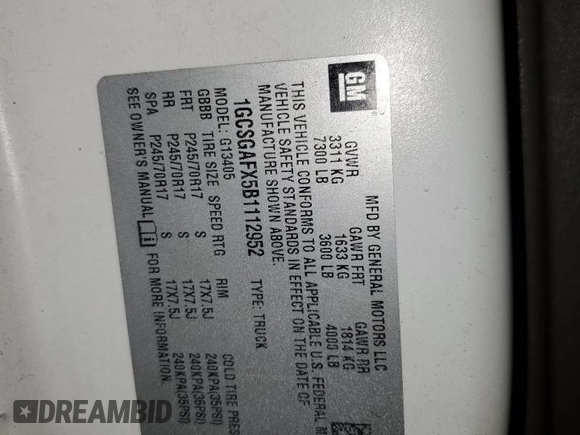 GM
MFD BY GENERAL MOTORS LLC
GVWR GAWR FRT GAWR RR
3311 KG 1633 KG 1814 KG
7300 LB 3600 LB 4000 LB
THIS VEHICLE CONFORMS TO ALL APPLICABLE U.S. FEDERAL M
VEHICLE SAFETY STANDARDS IN EFFECT ON THE DATE OF
MANUFACTURE SHOWN ABOVE.
1GCSGAFX5B1112952 TYPE: TRUCK
MODEL: G13405
GBBB TIRE SIZE SPEED RTG RIM COLD TIRE PRES
FRT P245/70R17 S 17X7.5J 240KPA(35PSI)
RR P245/70R17 S 17X7.5J 240KPA(35PSI)
SPA P245/70R17 S 17X7.5J 240KPA(35PSI)
SEE OWNER'S MANUAL i FOR MORE INFORMATION.
DREAMBID